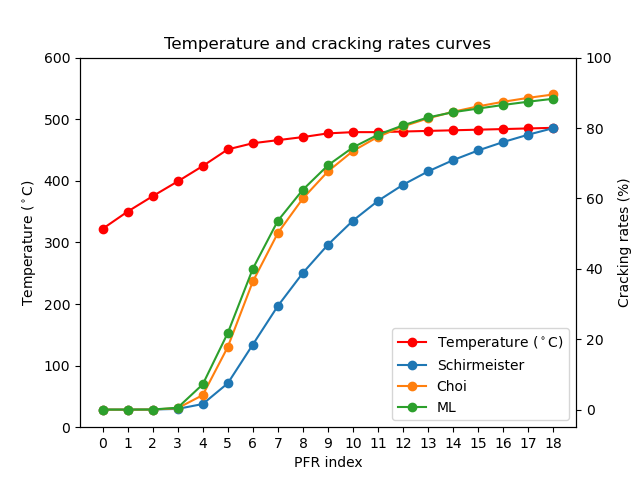 Temperature and cracking rates curves
600
500
400
300
200
100
0
Temperature (°C)
100
80
60
40
20
0
Cracking rates (%)
Temperature (°C)
Schirmeister
Choi
ML
0 1 2 3 4 5 6 7 8 9 10 11 12 13 14 15 16 17 18
PFR index